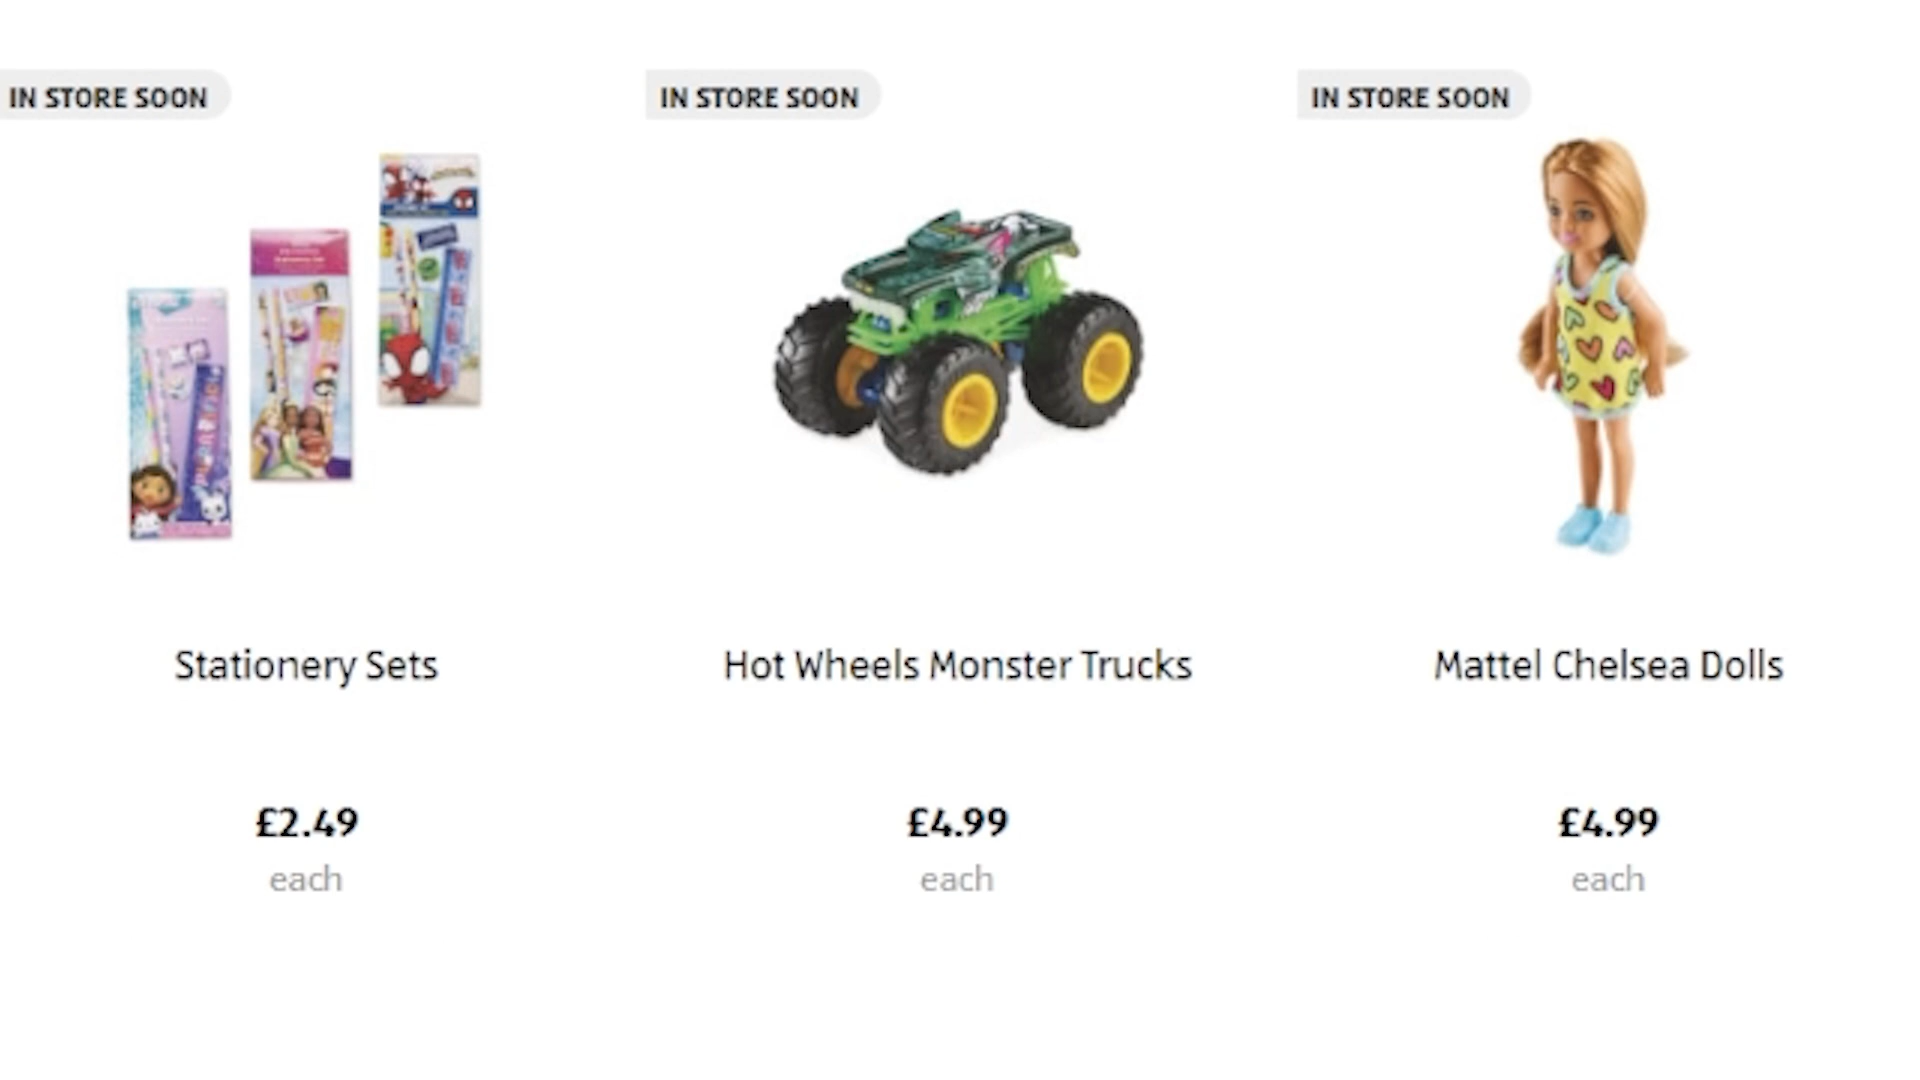 IN STORE SOON
IN STORE SOON
IN STORE SOON
Stationery Sets
Hot Wheels Monster Trucks
Mattel Chelsea Dolls
£2.49
£4.99
£4.99
each
each
each